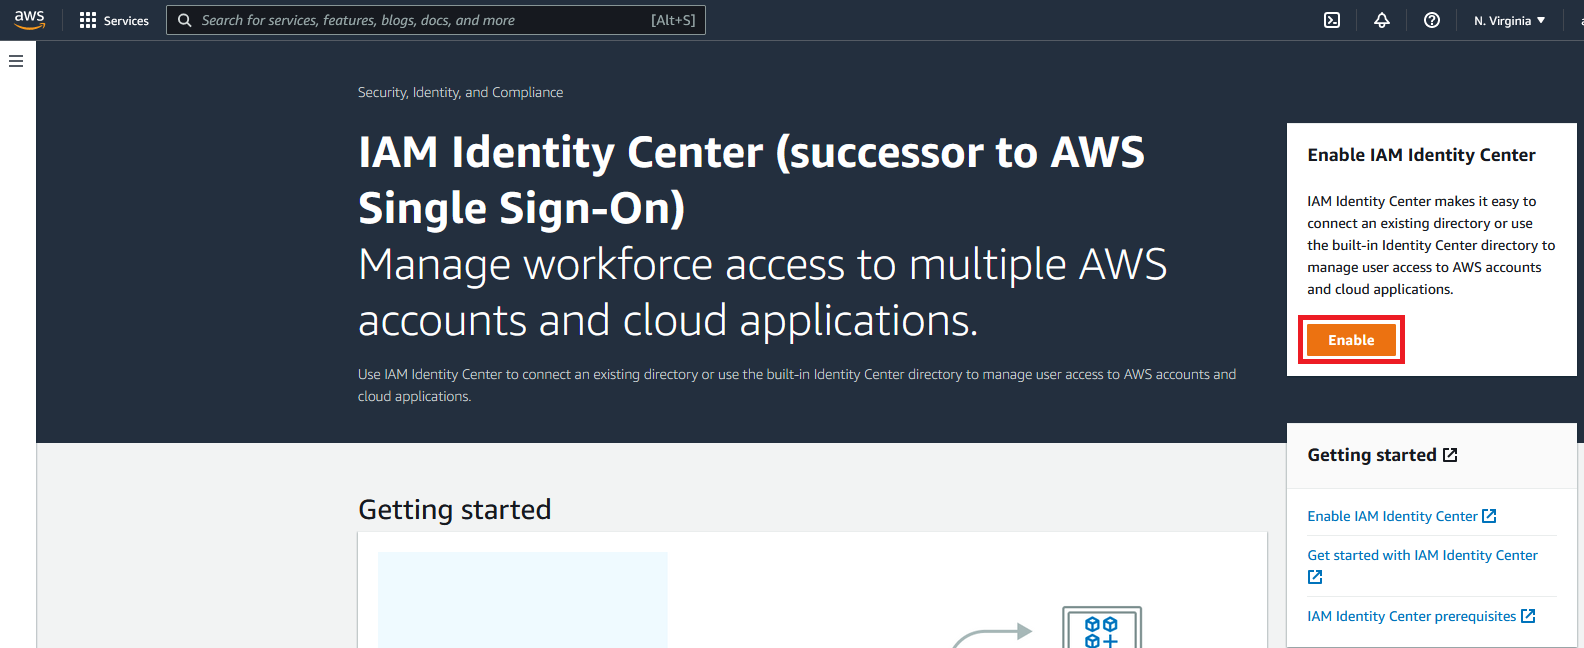 aws
Services
Search for services, features, blogs, docs, and more
[Alt+S]
N. Virginia
Security, Identity, and Compliance
IAM Identity Center (successor to AWS
Single Sign-On)
Manage workforce access to multiple AWS
accounts and cloud applications.
Use IAM Identity Center to connect an existing directory or use the built-in Identity Center directory to manage user access to AWS accounts and
cloud applications.
Enable IAM Identity Center
IAM Identity Center makes it easy to
connect an existing directory or use
the built-in Identity Center directory to
manage user access to AWS accounts
and cloud applications.
Enable
Getting started
Enable IAM Identity Center
Get started with IAM Identity Center
IAM Identity Center prerequisites
Getting started